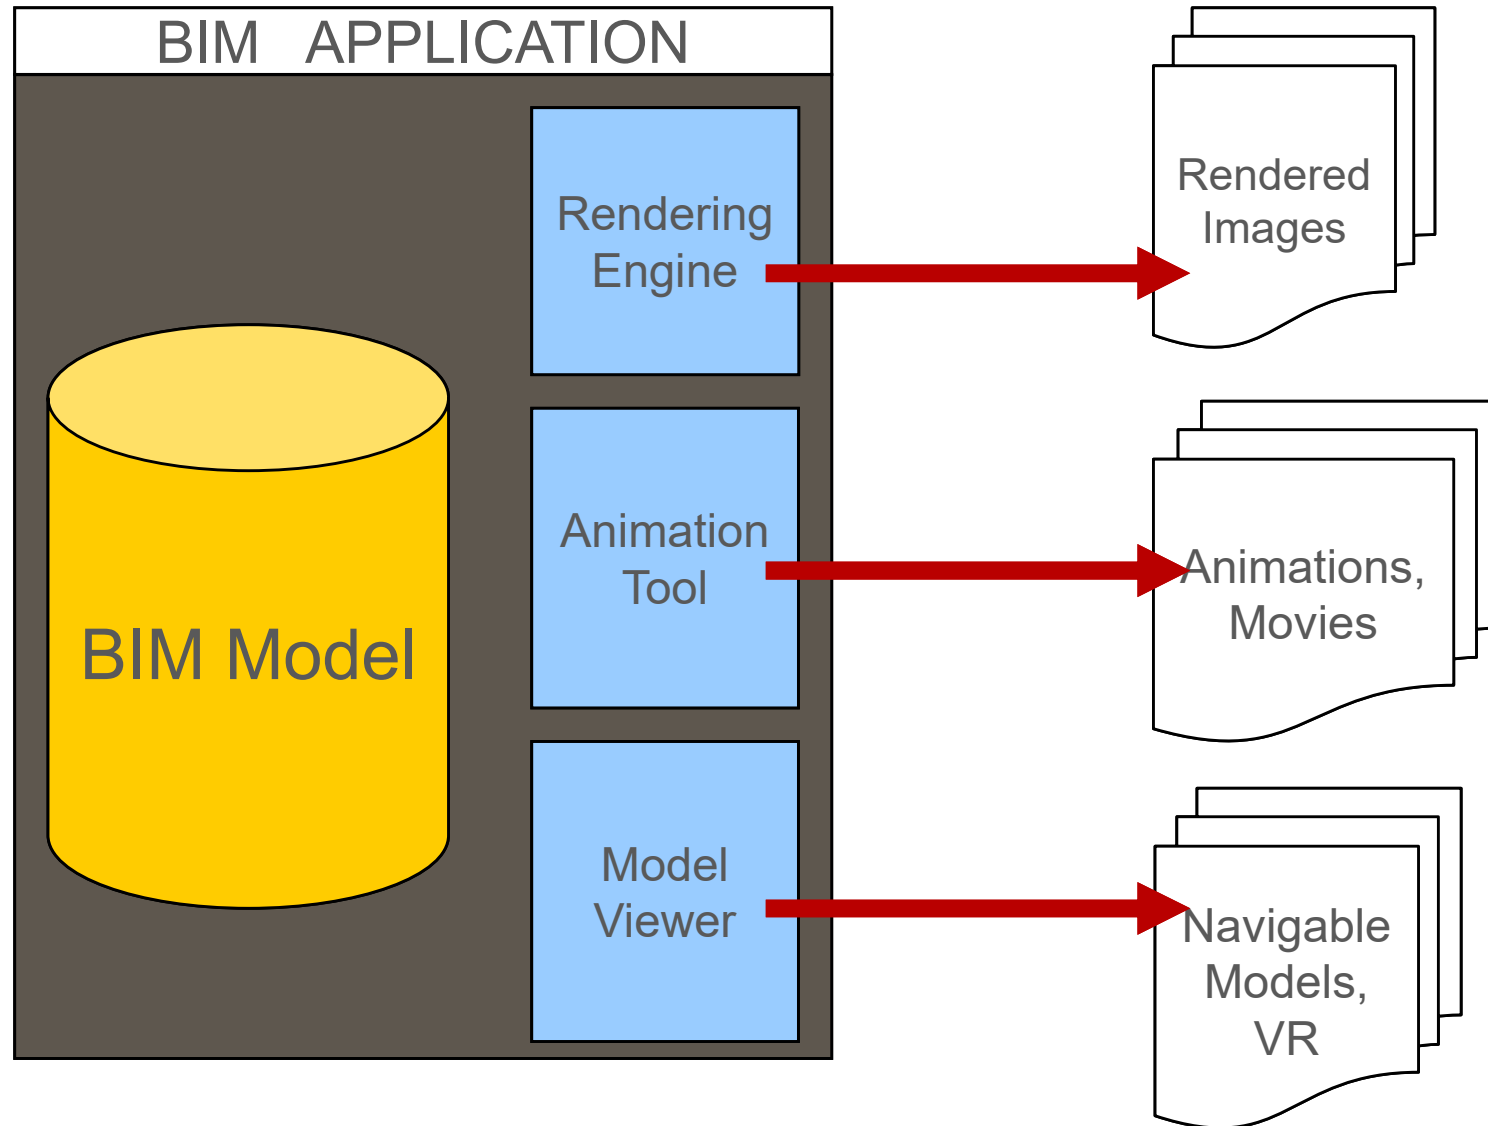 BIM APPLICATION
Rendering
Engine
Rendered
Images
BIM Model
Animation
Tool
Animations,
Movies
Model
Viewer
Navigable
Models,
VR